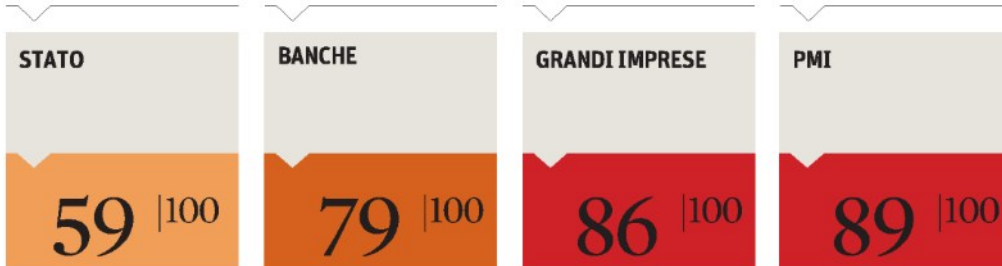 STATO
59 |100
BANCHE
79 |100
GRANDI IMPRESE
86 |100
PMI
89 |100